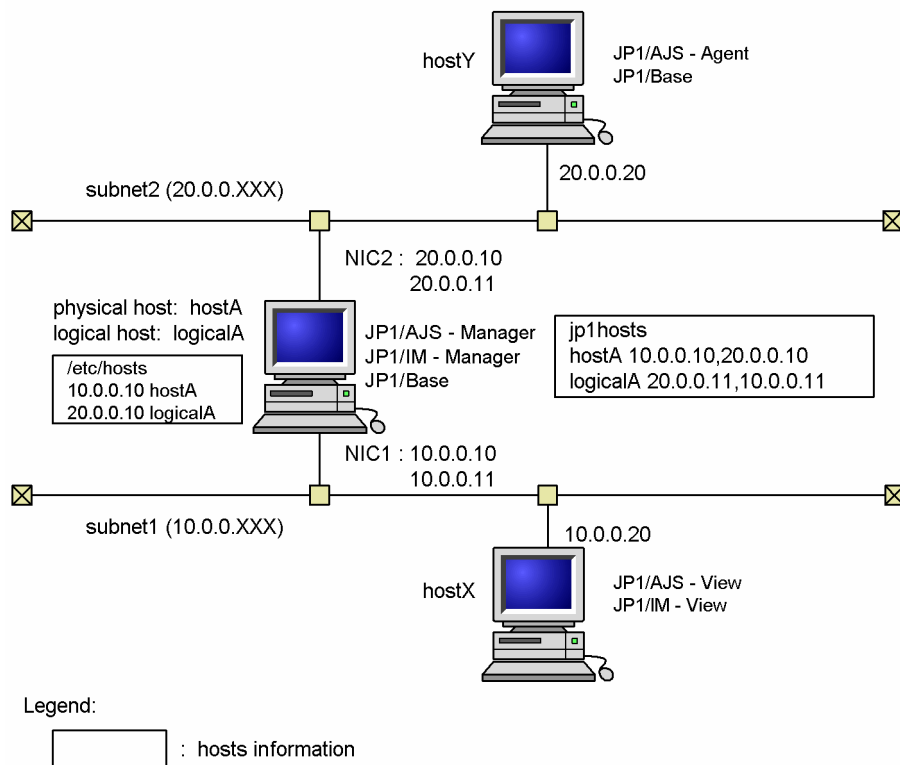 hostY
JP1/AJS - Agent
JP1/Base
20.0.0.20
subnet2 (20.0.0.XXX)
NIC2 : 20.0.0.10
20.0.0.11
physical host: hostA
logical host: logicalA
/etc/hosts
10.0.0.10 hostA
20.0.0.10 logicalA
JP1/AJS - Manager
JP1/IM - Manager
JP1/Base
jp1hosts
hostA 10.0.0.10,20.0.0.10
logicalA 20.0.0.11,10.0.0.11
NIC1 : 10.0.0.10
10.0.0.11
subnet1 (10.0.0.XXX)
10.0.0.20
hostX
JP1/AJS - View
JP1/IM - View
Legend:
: hosts information